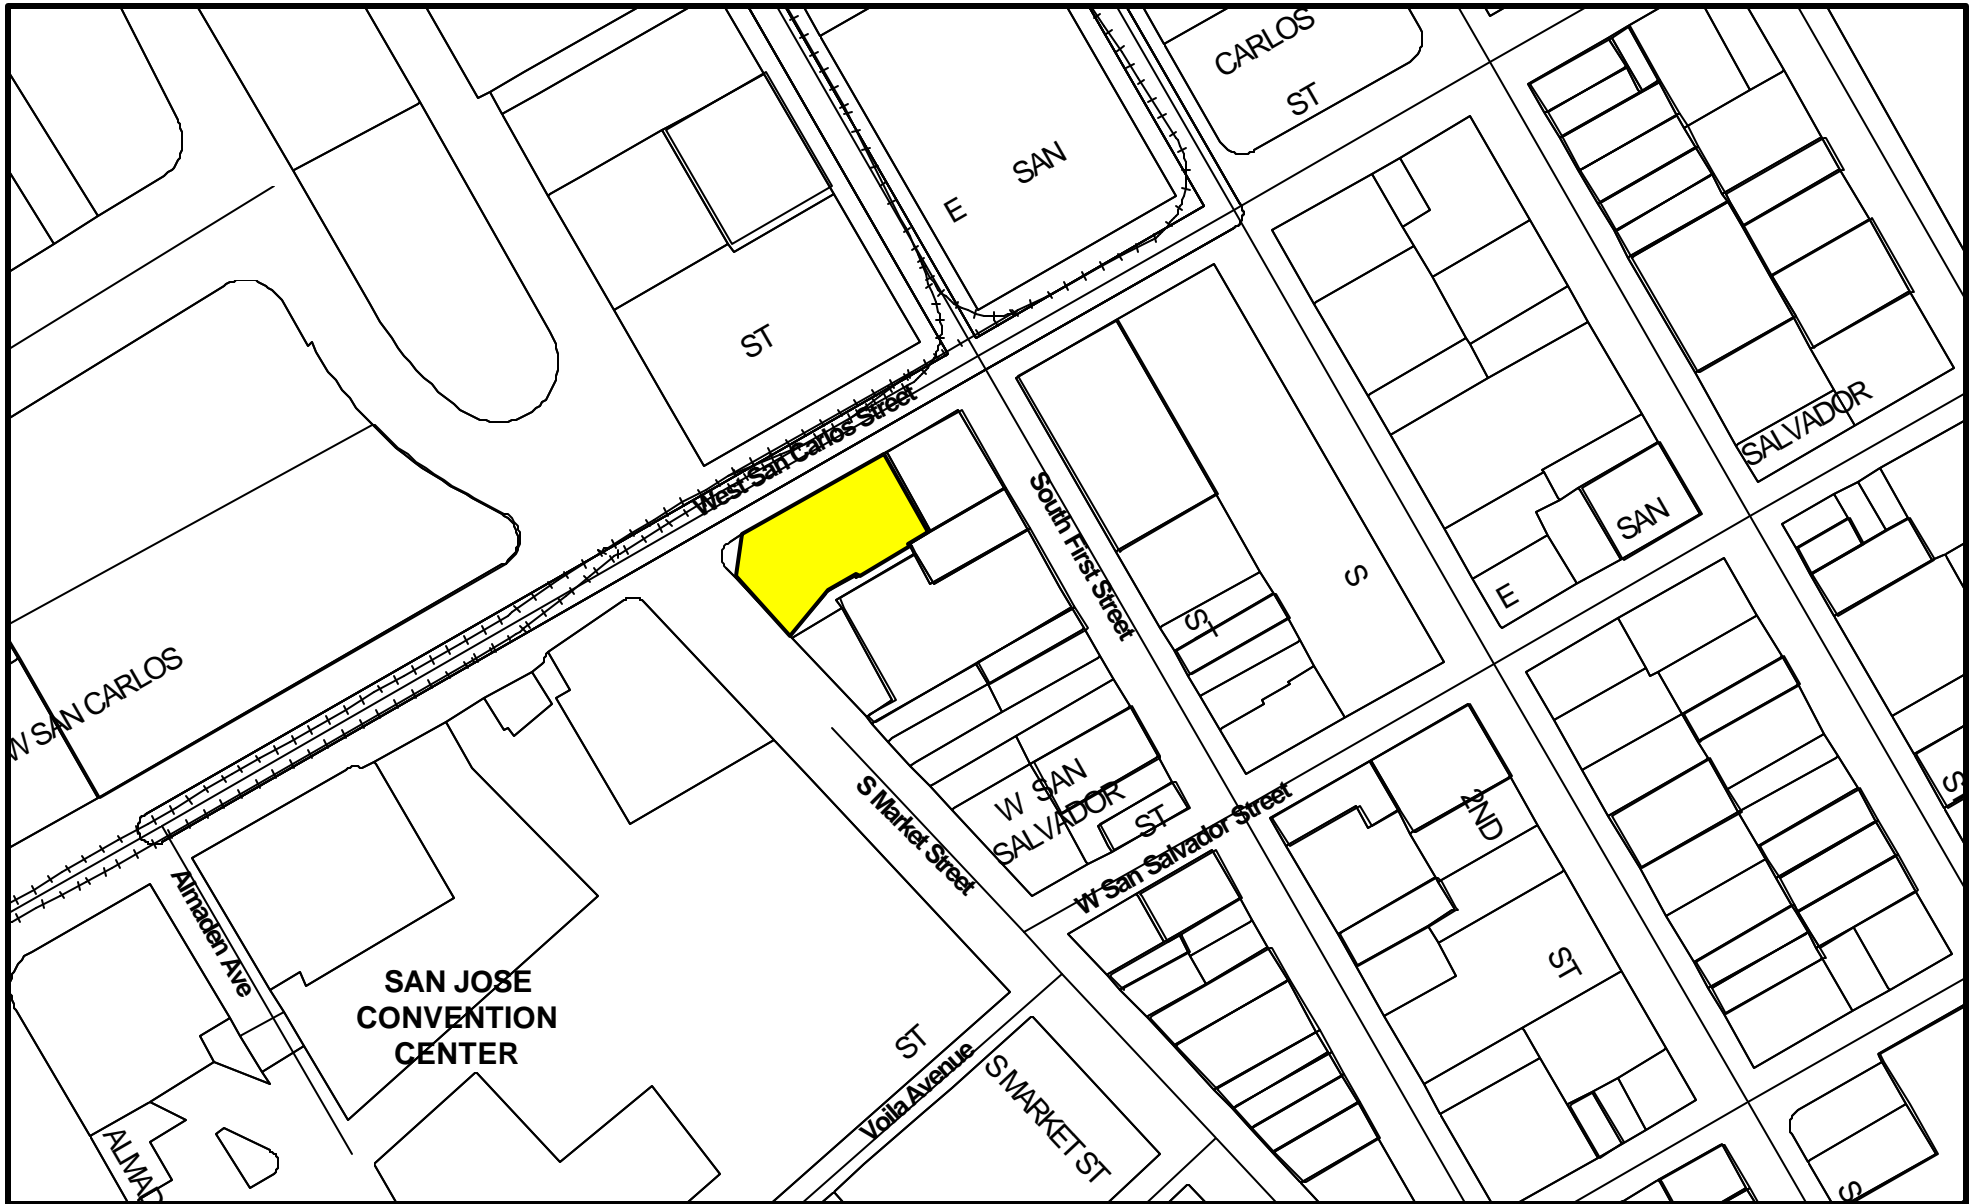 CARLOS
ST
SAN
E
ST
West San Carlos Street
SALVADOR
SAN
E
South First Street
S
ST
W SAN CARLOS
W SAN
SALVADOR
ST
S Market Street
W San Salvador Street
2ND
ST
S
Almaden Ave
SAN JOSE
CONVENTION
CENTER
ST
Voila Avenue
S MARKET ST
ALMAD
S